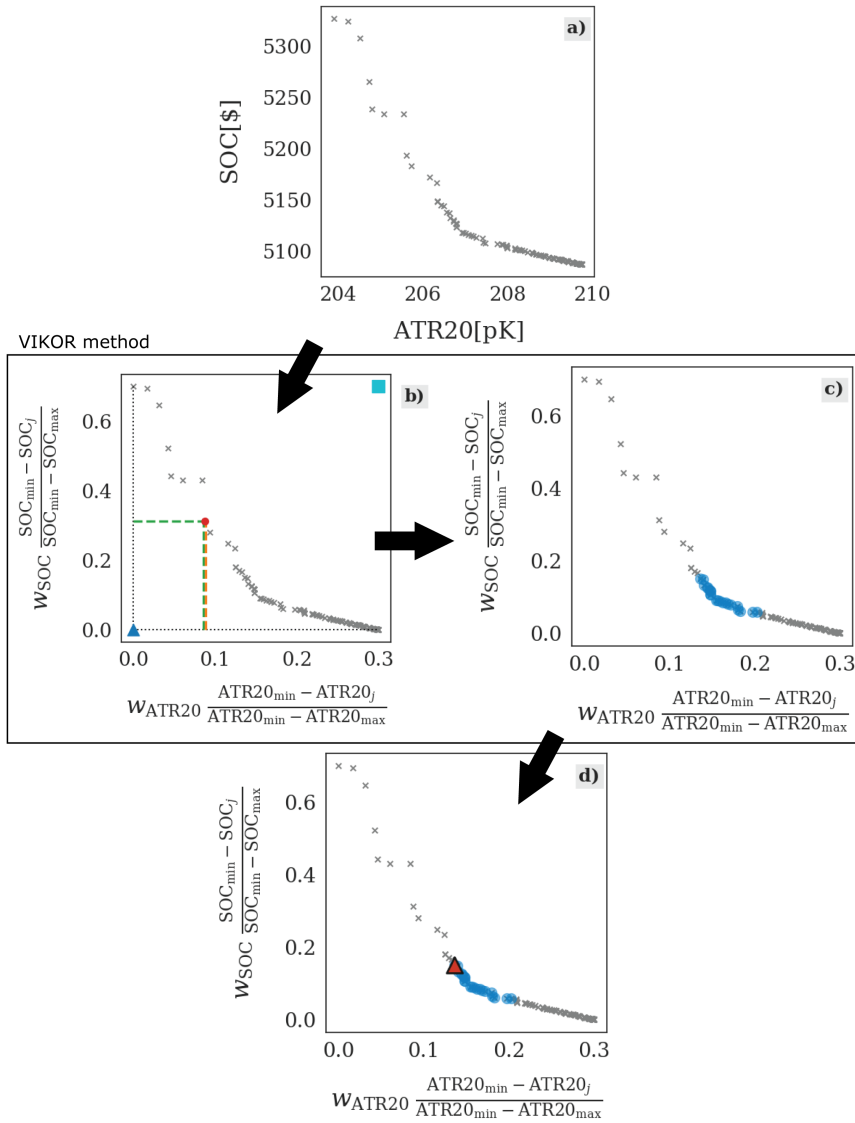 a)
SOC[$]
5300
5250
5200
5150
5100
204 206 208 210
ATR20[pK]
VIKOR method
b)
w_SOC (SOC_min − SOC_j)/(SOC_min − SOC_max)
0.6
0.4
0.2
0.0
0.0 0.1 0.2 0.3
w_ATR20 (ATR20_min − ATR20_j)/(ATR20_min − ATR20_max)
c)
w_SOC (SOC_min − SOC_j)/(SOC_min − SOC_max)
0.6
0.4
0.2
0.0
0.0 0.1 0.2 0.3
w_ATR20 (ATR20_min − ATR20_j)/(ATR20_min − ATR20_max)
d)
w_SOC (SOC_min − SOC_j)/(SOC_min − SOC_max)
0.6
0.4
0.2
0.0
0.0 0.1 0.2 0.3
w_ATR20 (ATR20_min − ATR20_j)/(ATR20_min − ATR20_max)